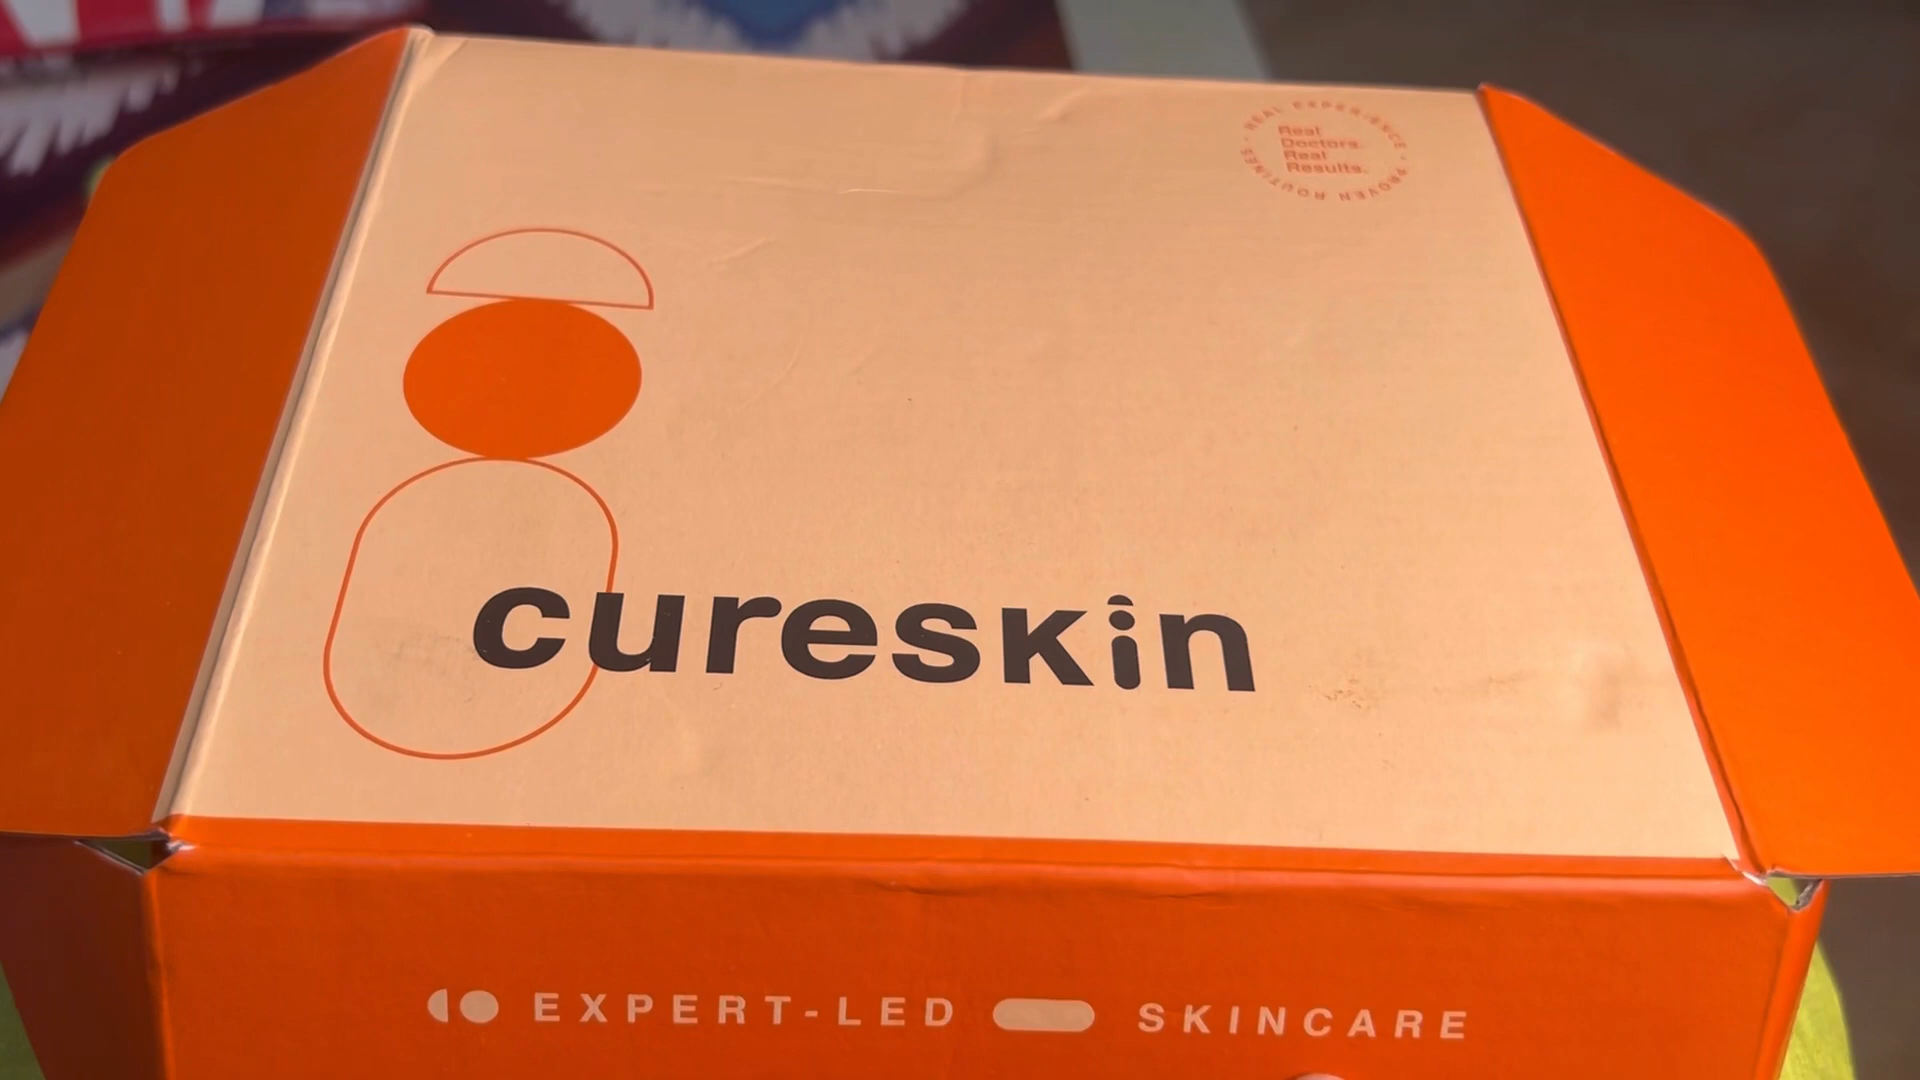 REAL EXPERIENCE • PROVEN ROUTINES •
Real
Doctors.
Real
Results.
cureskin
EXPERT-LED SKINCARE